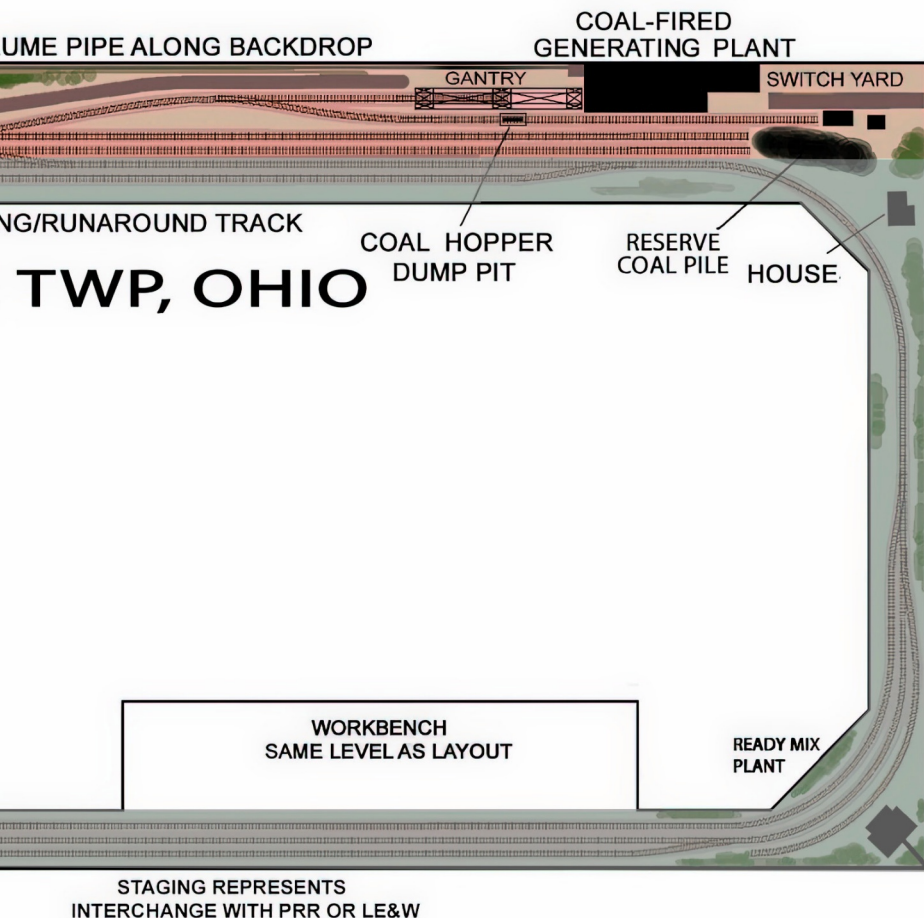 UME PIPE ALONG BACKDROP
COAL-FIRED
GENERATING PLANT
GANTRY
SWITCH YARD
NG/RUNAROUND TRACK
COAL HOPPER
DUMP PIT
RESERVE
COAL PILE
HOUSE
TWP, OHIO
WORKBENCH
SAME LEVEL AS LAYOUT
READY MIX
PLANT
STAGING REPRESENTS
INTERCHANGE WITH PRR OR LE&W